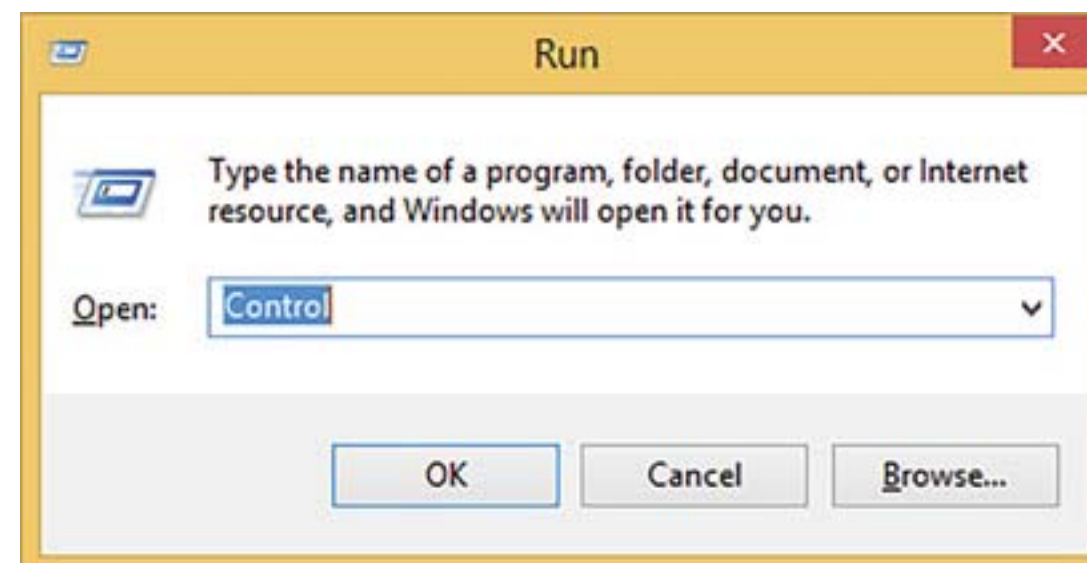 Run
Type the name of a program, folder, document, or Internet
resource, and Windows will open it for you.
Open:
Control
OK
Cancel
Browse...